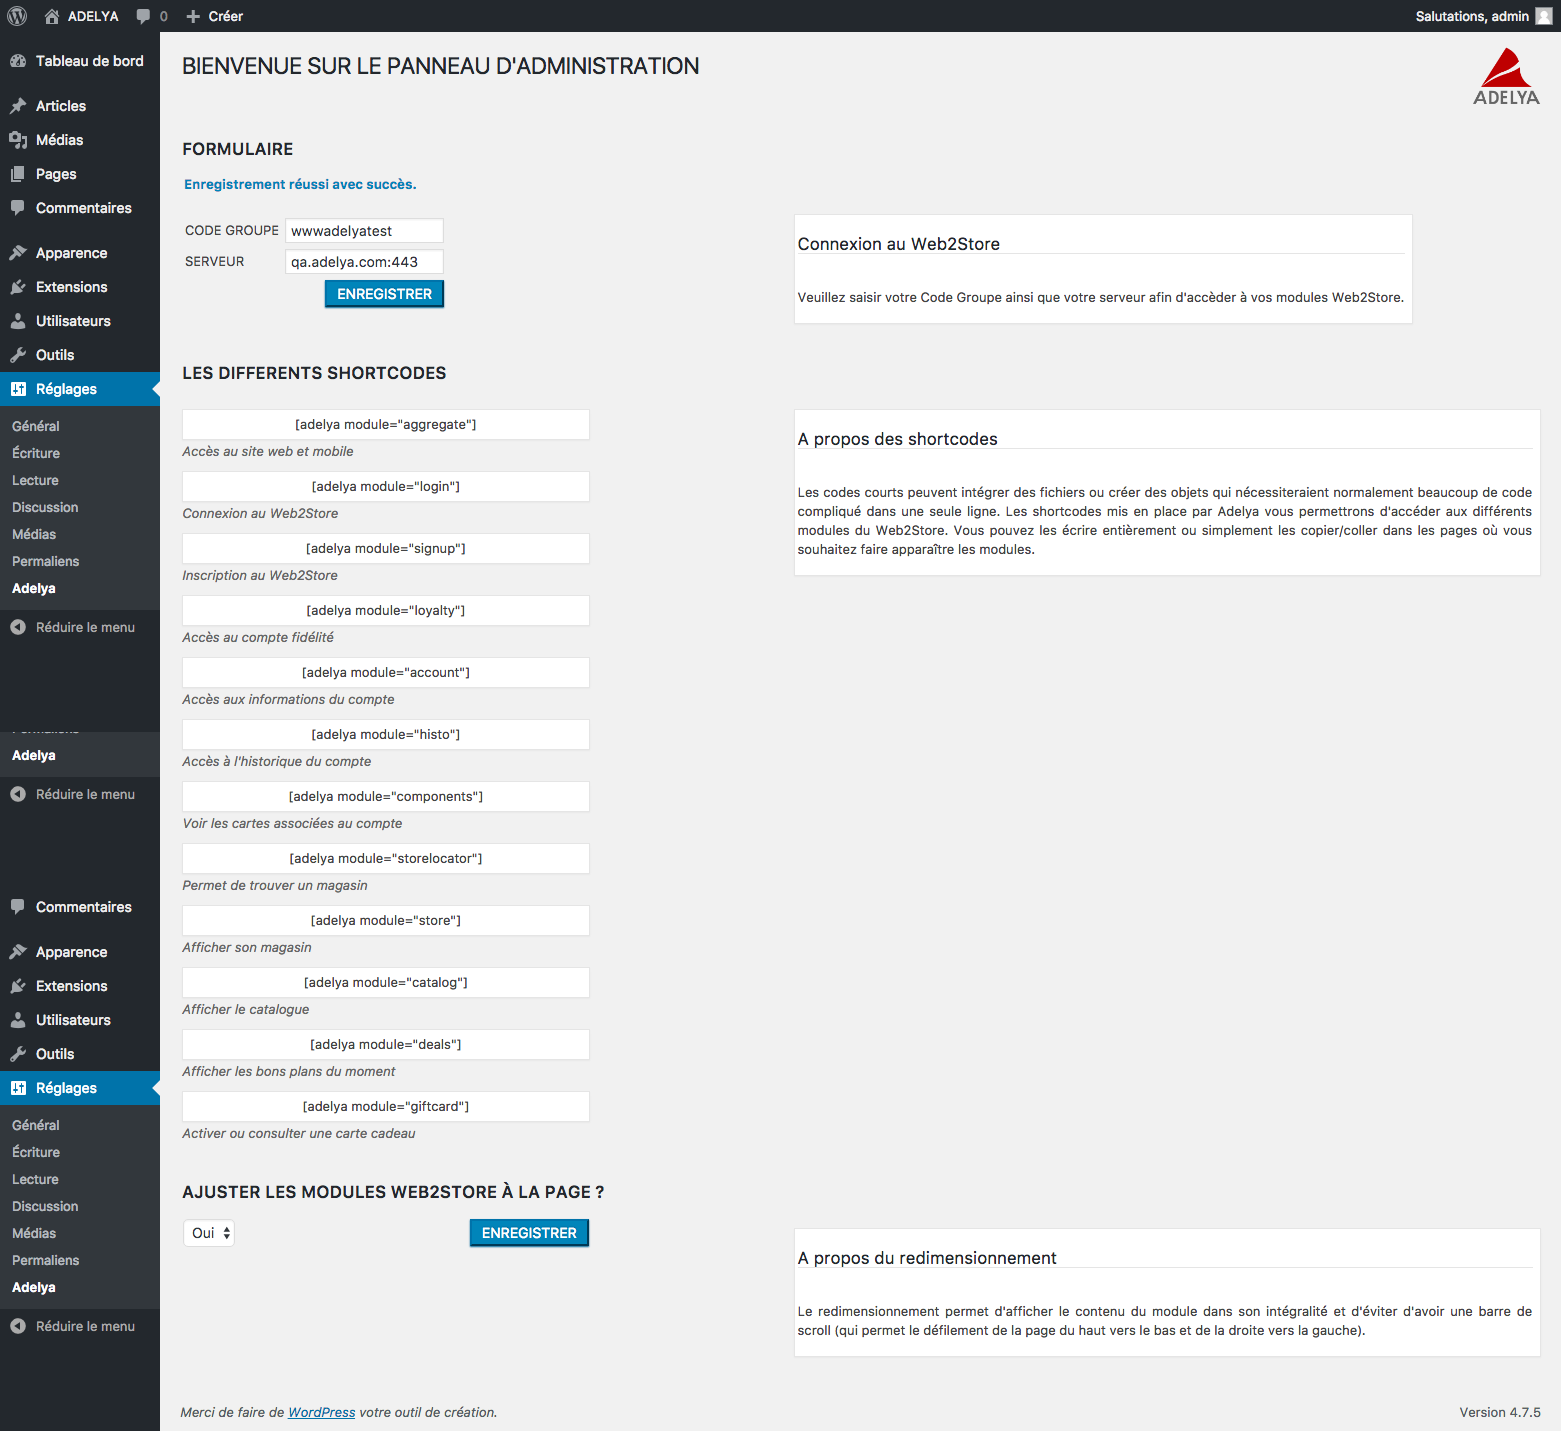 ADELYA
0
Créer
Salutations, admin
Tableau de bord
Articles
Médias
Pages
Commentaires
Apparence
Extensions
Utilisateurs
Outils
Réglages
Général
Écriture
Lecture
Discussion
Médias
Permaliens
Adelya
Réduire le menu
Adelya
Réduire le menu
Commentaires
Apparence
Extensions
Utilisateurs
Outils
Réglages
Général
Écriture
Lecture
Discussion
Médias
Permaliens
Adelya
Réduire le menu
BIENVENUE SUR LE PANNEAU D'ADMINISTRATION
ADELYA
FORMULAIRE
Enregistrement réussi avec succès.
CODE GROUPE wwwadelyatest
SERVEUR qa.adelya.com:443
ENREGISTRER
Connexion au Web2Store
Veuillez saisir votre Code Groupe ainsi que votre serveur afin d'accèder à vos modules Web2Store.
LES DIFFERENTS SHORTCODES
[adelya module="aggregate"]
Accès au site web et mobile
[adelya module="login"]
Connexion au Web2Store
[adelya module="signup"]
Inscription au Web2Store
[adelya module="loyalty"]
Accès au compte fidélité
[adelya module="account"]
Accès aux informations du compte
[adelya module="histo"]
Accès à l'historique du compte
[adelya module="components"]
Voir les cartes associées au compte
[adelya module="storelocator"]
Permet de trouver un magasin
[adelya module="store"]
Afficher son magasin
[adelya module="catalog"]
Afficher le catalogue
[adelya module="deals"]
Afficher les bons plans du moment
[adelya module="giftcard"]
Activer ou consulter une carte cadeau
A propos des shortcodes
Les codes courts peuvent intégrer des fichiers ou créer des objets qui nécessiteraient normalement beaucoup de code
compliqué dans une seule ligne. Les shortcodes mis en place par Adelya vous permettrons d'accéder aux différents
modules du Web2Store. Vous pouvez les écrire entièrement ou simplement les copier/coller dans les pages où vous
souhaitez faire apparaître les modules.
AJUSTER LES MODULES WEB2STORE À LA PAGE ?
Oui
ENREGISTRER
A propos du redimensionnement
Le redimensionnement permet d'afficher le contenu du module dans son intégralité et d'éviter d'avoir une barre de
scroll (qui permet le défilement de la page du haut vers le bas et de la droite vers la gauche).
Merci de faire de WordPress votre outil de création.
Version 4.7.5